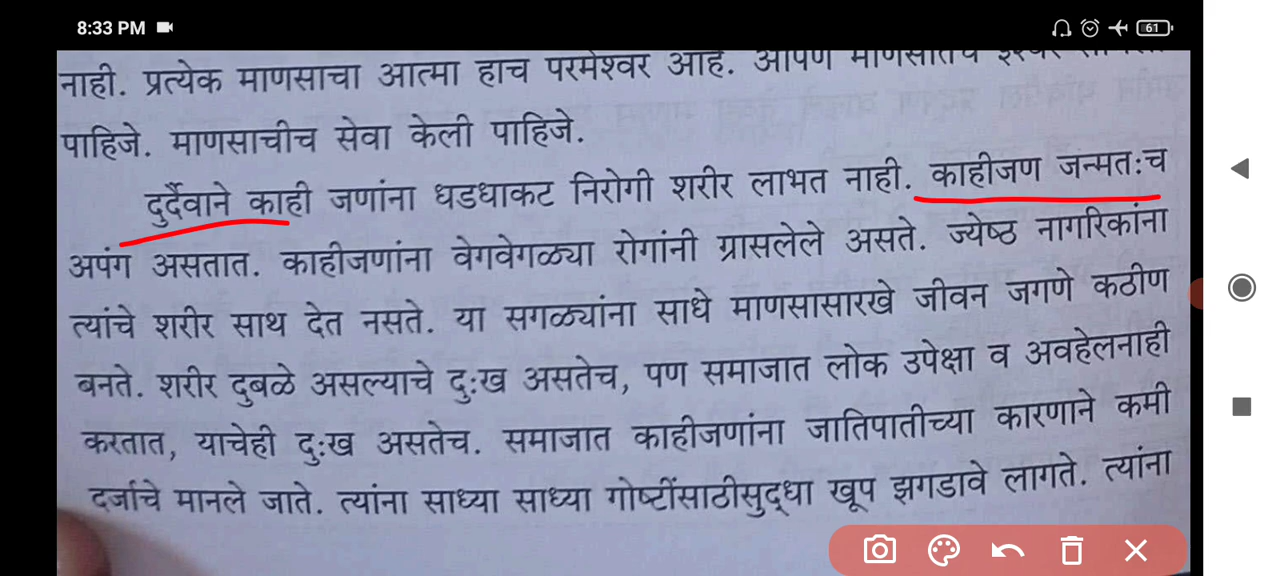 8:33 PM
61
नाही. प्रत्येक माणसाचा आत्मा हाच परमेश्वर आहे. आपण
पाहिजे. माणसाचीच सेवा केली पाहिजे.
दुर्दैवाने काही जणांना धडधाकट निरोगी शरीर लाभत नाही. काहीजण जन्मतःच
अपंग असतात. काहीजणांना वेगवेगळ्या रोगांनी ग्रासलेले असते. ज्येष्ठ नागरिकांना
त्यांचे शरीर साथ देत नसते. या सगळ्यांना साधे माणसासारखे जीवन जगणे कठीण
बनते. शरीर दुबळे असल्याचे दुःख असतेच, पण समाजात लोक उपेक्षा व अवहेलनाही
करतात, याचेही दुःख असतेच. समाजात काहीजणांना जातिपातीच्या कारणाने कमी
दर्जाचे मानले जाते. त्यांना साध्या साध्या गोष्टींसाठीसुद्धा खूप झगडावे लागते. त्यांना